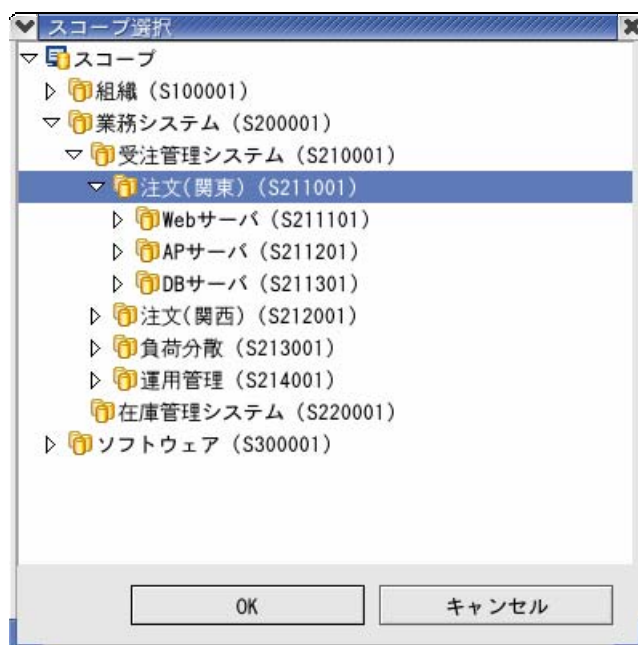 スコープ選択
スコープ
組織 (S100001)
業務システム (S200001)
受注管理システム (S210001)
注文(関東) (S211001)
Webサーバ (S211101)
APサーバ (S211201)
DBサーバ (S211301)
注文(関西) (S212001)
負荷分散 (S213001)
運用管理 (S214001)
在庫管理システム (S220001)
ソフトウェア (S300001)
OK
キャンセル